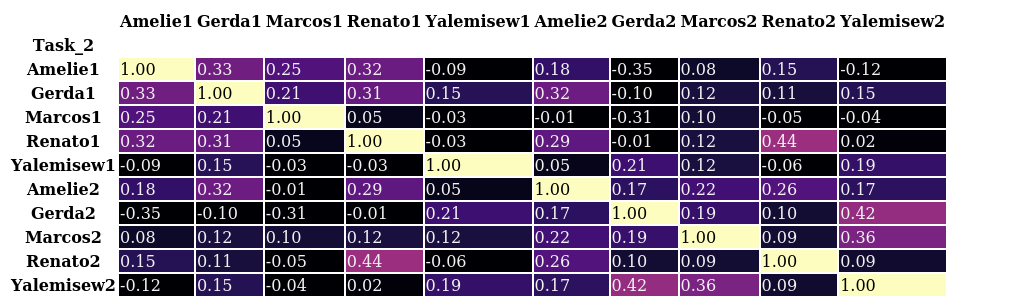 Amelie1 Gerda1 Marcos1 Renato1 Yalemisew1 Amelie2 Gerda2 Marcos2 Renato2 Yalemisew2
Task_2
Amelie1 1.00 0.33 0.25 0.32 -0.09 0.18 -0.35 0.08 0.15 -0.12
Gerda1 0.33 1.00 0.21 0.31 0.15 0.32 -0.10 0.12 0.11 0.15
Marcos1 0.25 0.21 1.00 0.05 -0.03 -0.01 -0.31 0.10 -0.05 -0.04
Renato1 0.32 0.31 0.05 1.00 -0.03 0.29 -0.01 0.12 0.44 0.02
Yalemisew1 -0.09 0.15 -0.03 -0.03 1.00 0.05 0.21 0.12 -0.06 0.19
Amelie2 0.18 0.32 -0.01 0.29 0.05 1.00 0.17 0.22 0.26 0.17
Gerda2 -0.35 -0.10 -0.31 -0.01 0.21 0.17 1.00 0.19 0.10 0.42
Marcos2 0.08 0.12 0.10 0.12 0.12 0.22 0.19 1.00 0.09 0.36
Renato2 0.15 0.11 -0.05 0.44 -0.06 0.26 0.10 0.09 1.00 0.09
Yalemisew2 -0.12 0.15 -0.04 0.02 0.19 0.17 0.42 0.36 0.09 1.00